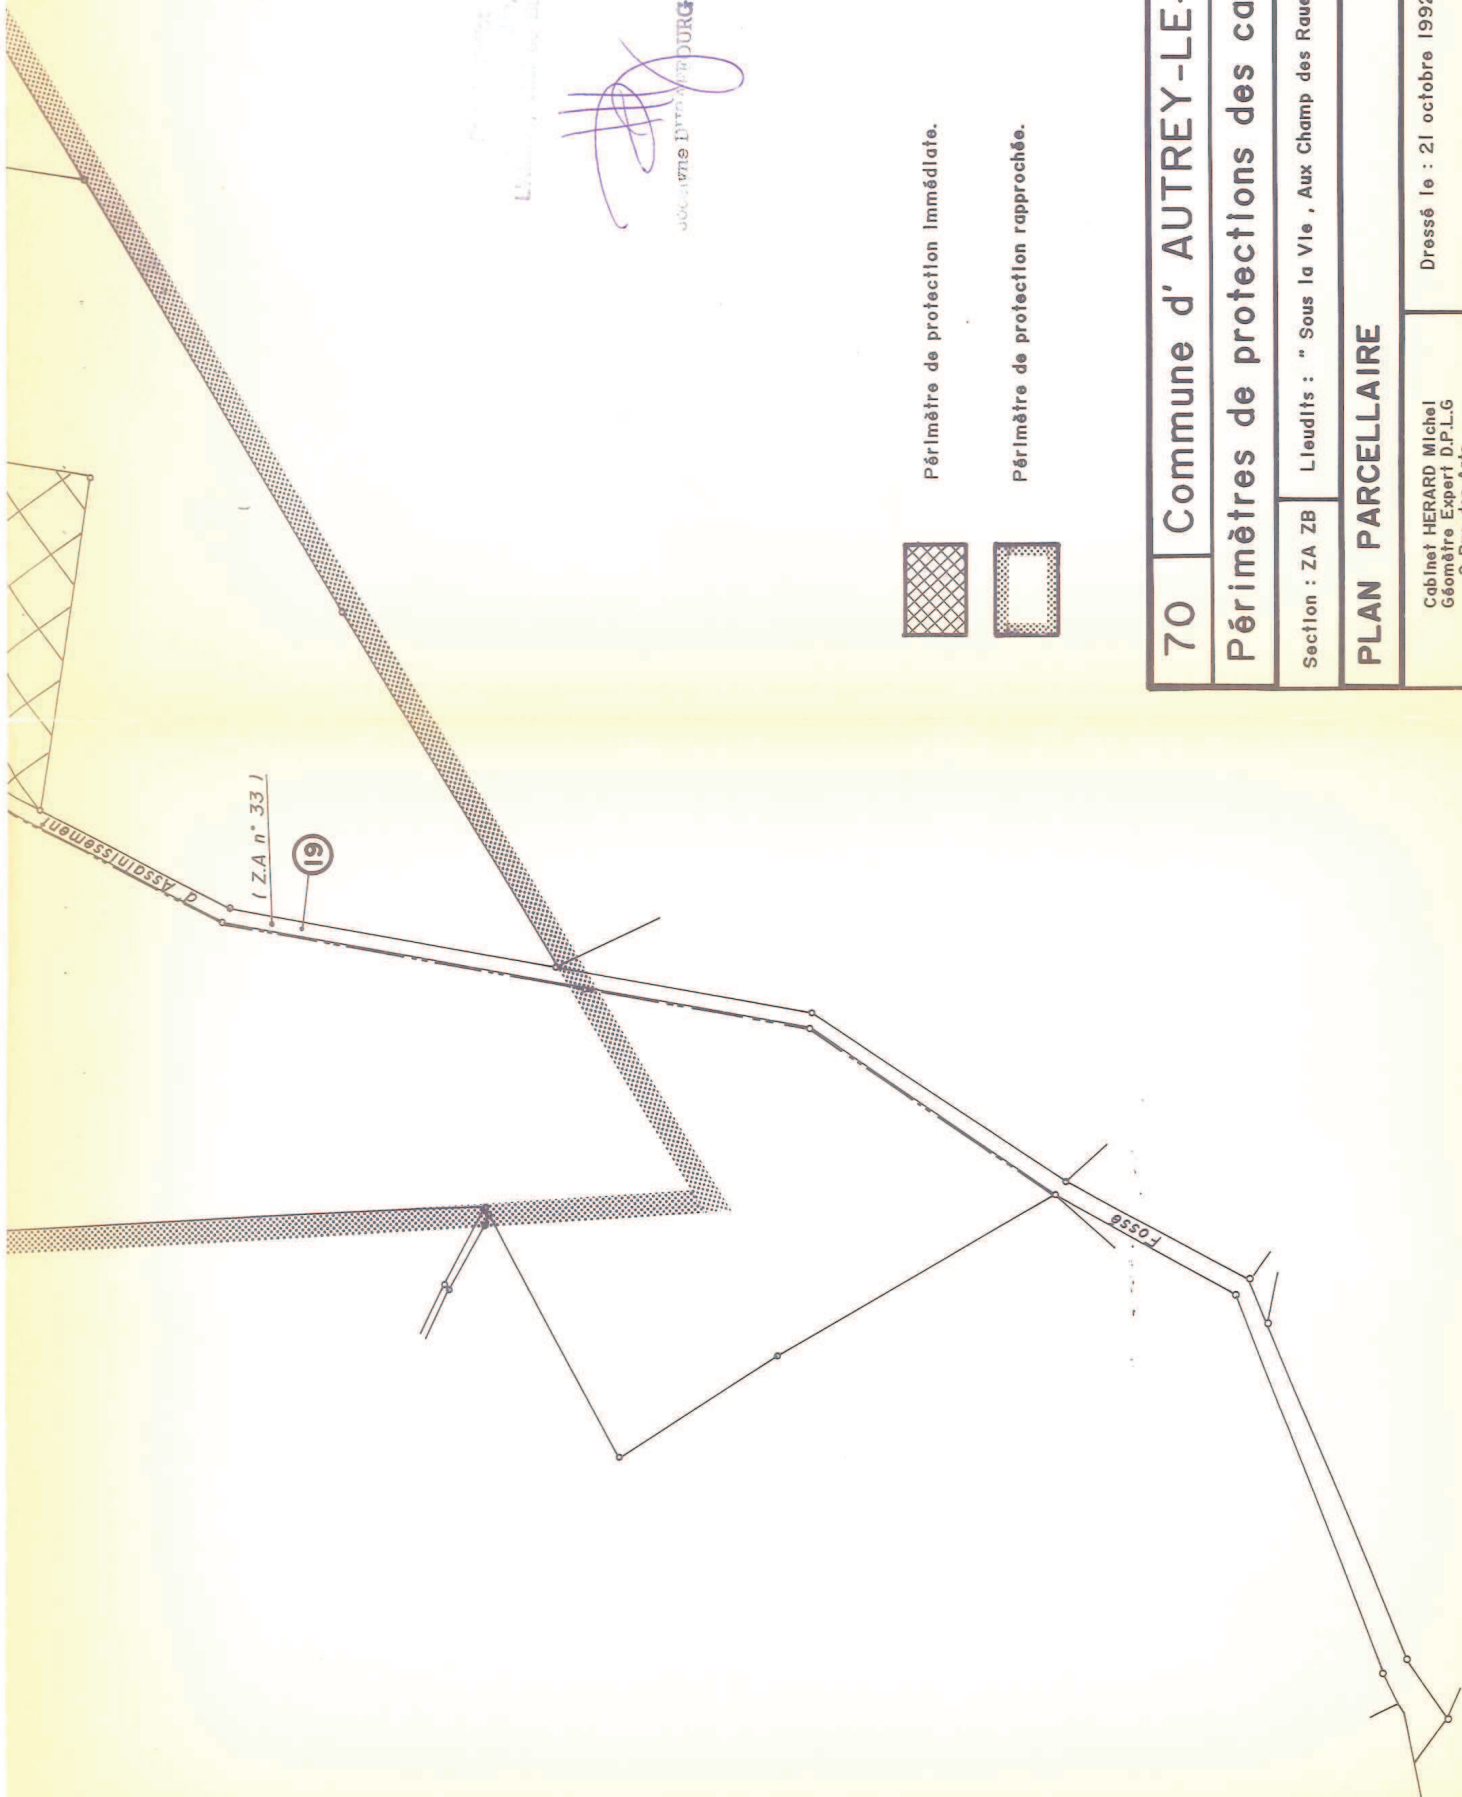 d'Assainissement
( Z.A n° 33 )
19
Fossé
Périmètre de protection immédiate.
Périmètre de protection rapprochée.
70
Commune d' AUTREY-LE-
Périmètres de protections des ca
Section : ZA ZB
Lieudits : " Sous la Vie , Aux Champ des Raue
PLAN PARCELLAIRE
Cabinet HERARD Michel
Géomètre Expert D.P.L.G
Dressé le : 21 octobre 1992